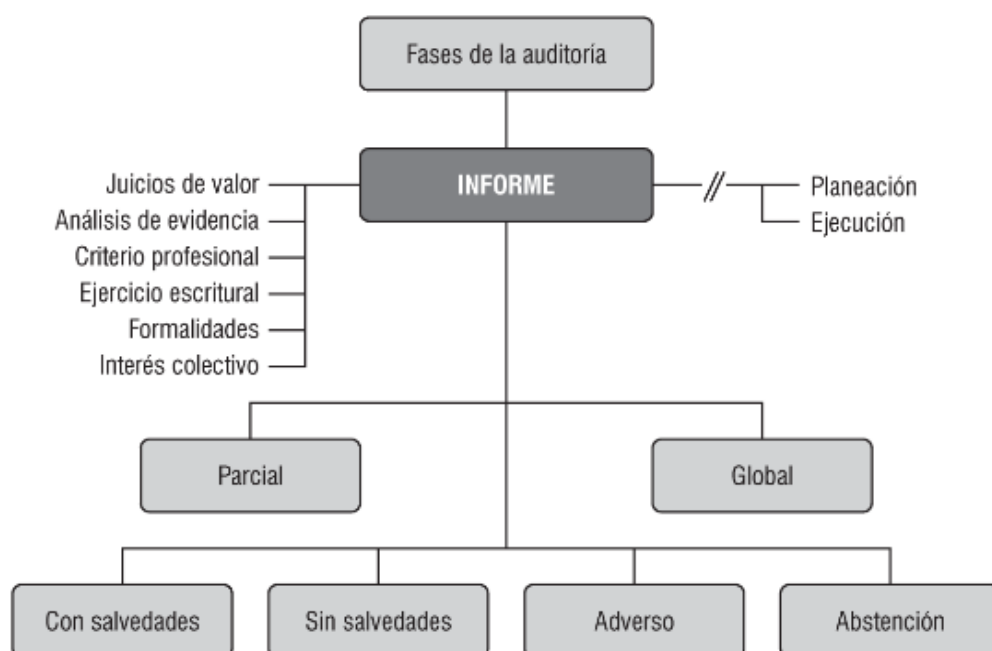 Fases de la auditoría
INFORME
Juicios de valor
Análisis de evidencia
Criterio profesional
Ejercicio escritural
Formalidades
Interés colectivo
Planeación
Ejecución
Parcial
Global
Con salvedades
Sin salvedades
Adverso
Abstención